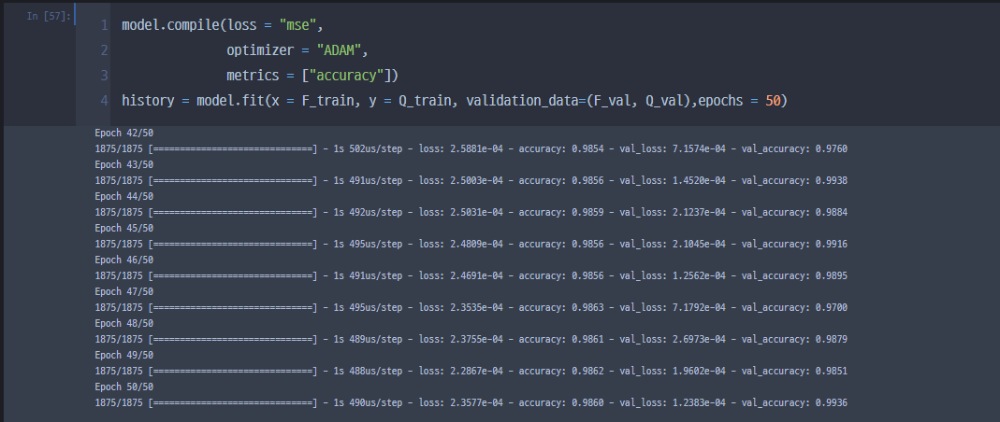 In [57]:
1 model.compile(loss = "mse",
2 optimizer = "ADAM",
3 metrics = ["accuracy"])
4 history = model.fit(x = F_train, y = Q_train, validation_data=(F_val, Q_val),epochs = 50)
Epoch 42/50
1875/1875 [==============================] - 1s 502us/step - loss: 2.5881e-04 - accuracy: 0.9854 - val_loss: 7.1574e-04 - val_accuracy: 0.9760
Epoch 43/50
1875/1875 [==============================] - 1s 491us/step - loss: 2.5003e-04 - accuracy: 0.9856 - val_loss: 1.4520e-04 - val_accuracy: 0.9938
Epoch 44/50
1875/1875 [==============================] - 1s 492us/step - loss: 2.5031e-04 - accuracy: 0.9859 - val_loss: 2.1237e-04 - val_accuracy: 0.9884
Epoch 45/50
1875/1875 [==============================] - 1s 495us/step - loss: 2.4809e-04 - accuracy: 0.9856 - val_loss: 2.1045e-04 - val_accuracy: 0.9916
Epoch 46/50
1875/1875 [==============================] - 1s 491us/step - loss: 2.4691e-04 - accuracy: 0.9856 - val_loss: 1.2562e-04 - val_accuracy: 0.9895
Epoch 47/50
1875/1875 [==============================] - 1s 495us/step - loss: 2.3535e-04 - accuracy: 0.9863 - val_loss: 7.1792e-04 - val_accuracy: 0.9700
Epoch 48/50
1875/1875 [==============================] - 1s 489us/step - loss: 2.3755e-04 - accuracy: 0.9861 - val_loss: 2.6973e-04 - val_accuracy: 0.9879
Epoch 49/50
1875/1875 [==============================] - 1s 488us/step - loss: 2.2867e-04 - accuracy: 0.9862 - val_loss: 1.9602e-04 - val_accuracy: 0.9851
Epoch 50/50
1875/1875 [==============================] - 1s 490us/step - loss: 2.3577e-04 - accuracy: 0.9860 - val_loss: 1.2383e-04 - val_accuracy: 0.9936